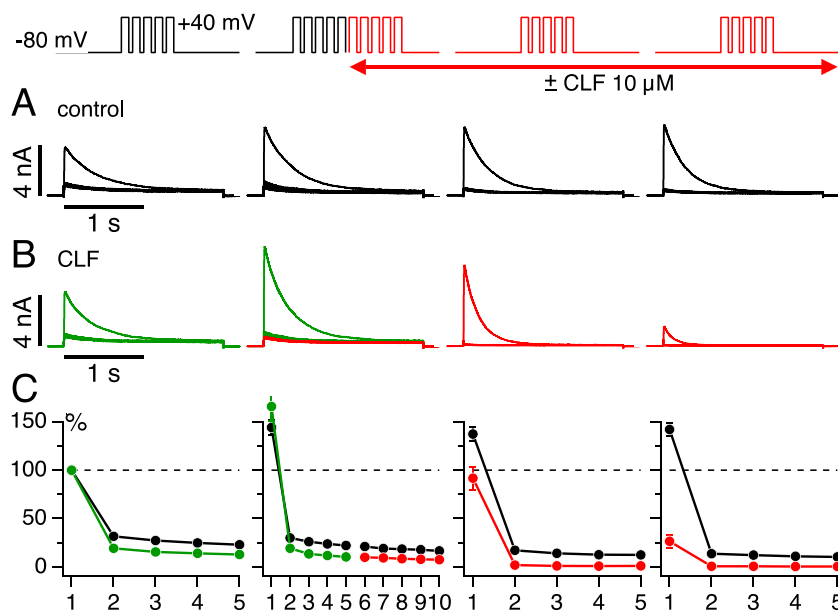 -80 mV
+40 mV
± CLF 10 µM
A control
4 nA
1 s
B CLF
4 nA
1 s
C
%
150
100
50
0
1 2 3 4 5
1 2 3 4 5 6 7 8 9 10
1 2 3 4 5
1 2 3 4 5